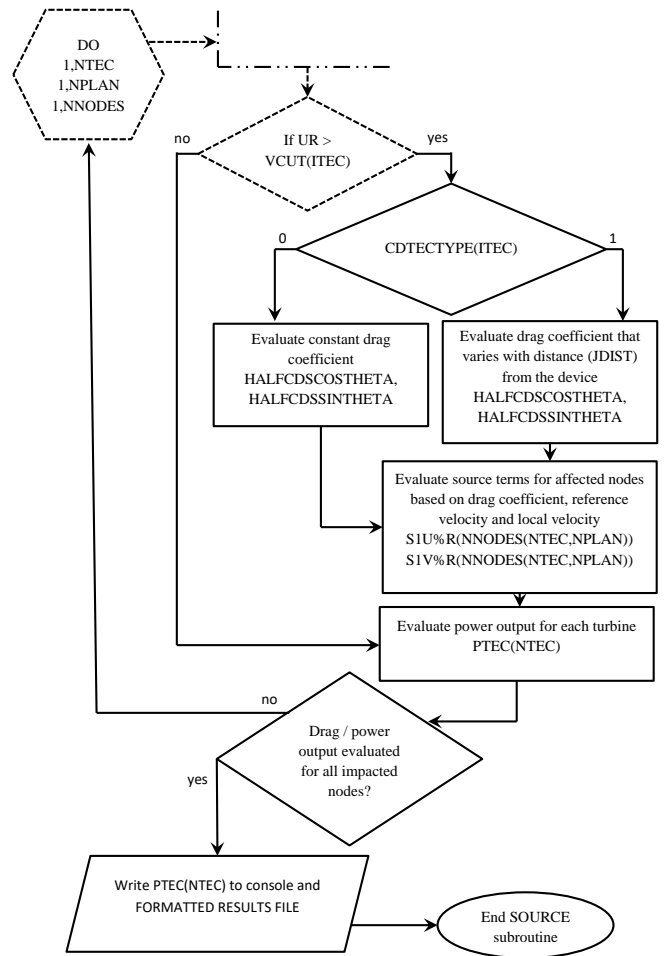 DO
1,NTEC
1,NPLAN
1,NNODES
If UR >
VCUT(ITEC)
no
yes
CDTECTYPE(ITEC)
0
1
Evaluate constant drag
coefficient
HALFCDSCOSTHETA,
HALFCDSSINTHETA
Evaluate drag coefficient that
varies with distance (JDIST)
from the device
HALFCDSCOSTHETA,
HALFCDSSINTHETA
Evaluate source terms for affected nodes
based on drag coefficient, reference
velocity and local velocity
S1U%R(NNODES(NTEC,NPLAN))
S1V%R(NNODES(NTEC,NPLAN))
Evaluate power output for each turbine
PTEC(NTEC)
no
Drag / power
output evaluated
for all impacted
nodes?
yes
Write PTEC(NTEC) to console and
FORMATTED RESULTS FILE
End SOURCE
subroutine